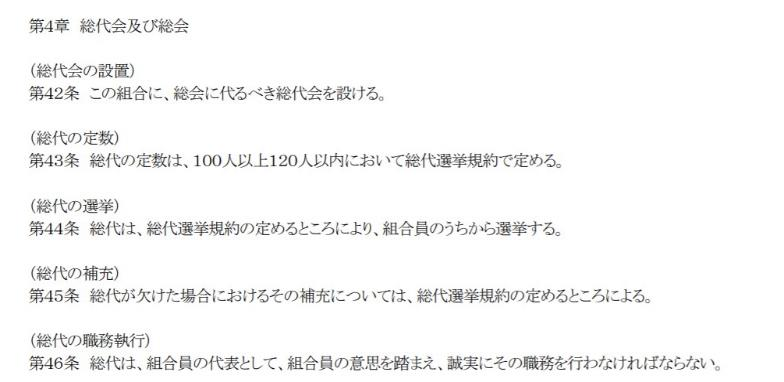 第4章　総代会及び総会
（総代会の設置）
第42条　この組合に、総会に代るべき総代会を設ける。
（総代の定数）
第43条　総代の定数は、100人以上120人以内において総代選挙規約で定める。
（総代の選挙）
第44条　総代は、総代選挙規約の定めるところにより、組合員のうちから選挙する。
（総代の補充）
第45条　総代が欠けた場合におけるその補充については、総代選挙規約の定めるところによる。
（総代の職務執行）
第46条　総代は、組合員の代表として、組合員の意思を踏まえ、誠実にその職務を行わなければならない。